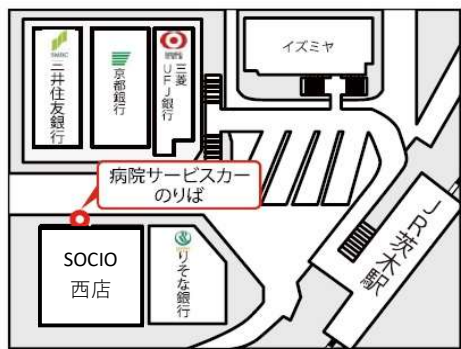 三井住友銀行
京都銀行
三菱
UFJ銀行
イズミヤ
病院サービスカー
のりば
SOCIO
西店
りそな銀行
JR茨木駅